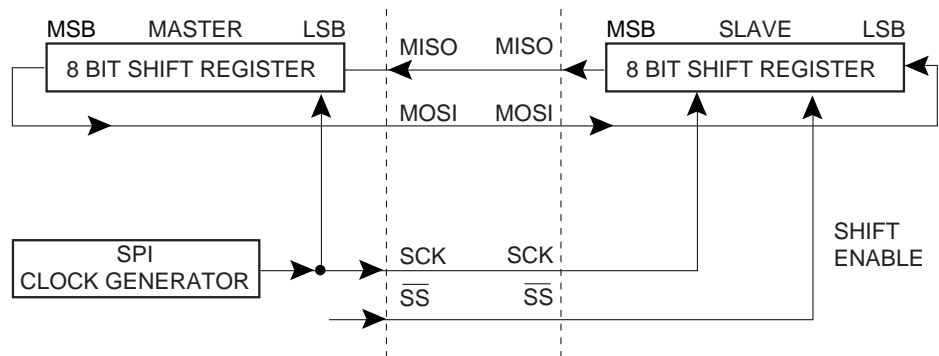 MSB MASTER LSB
MISO MISO
MSB SLAVE LSB
8 BIT SHIFT REGISTER
8 BIT SHIFT REGISTER
MOSI MOSI
SHIFT
ENABLE
SPI
CLOCK GENERATOR
SCK SCK
SS SS